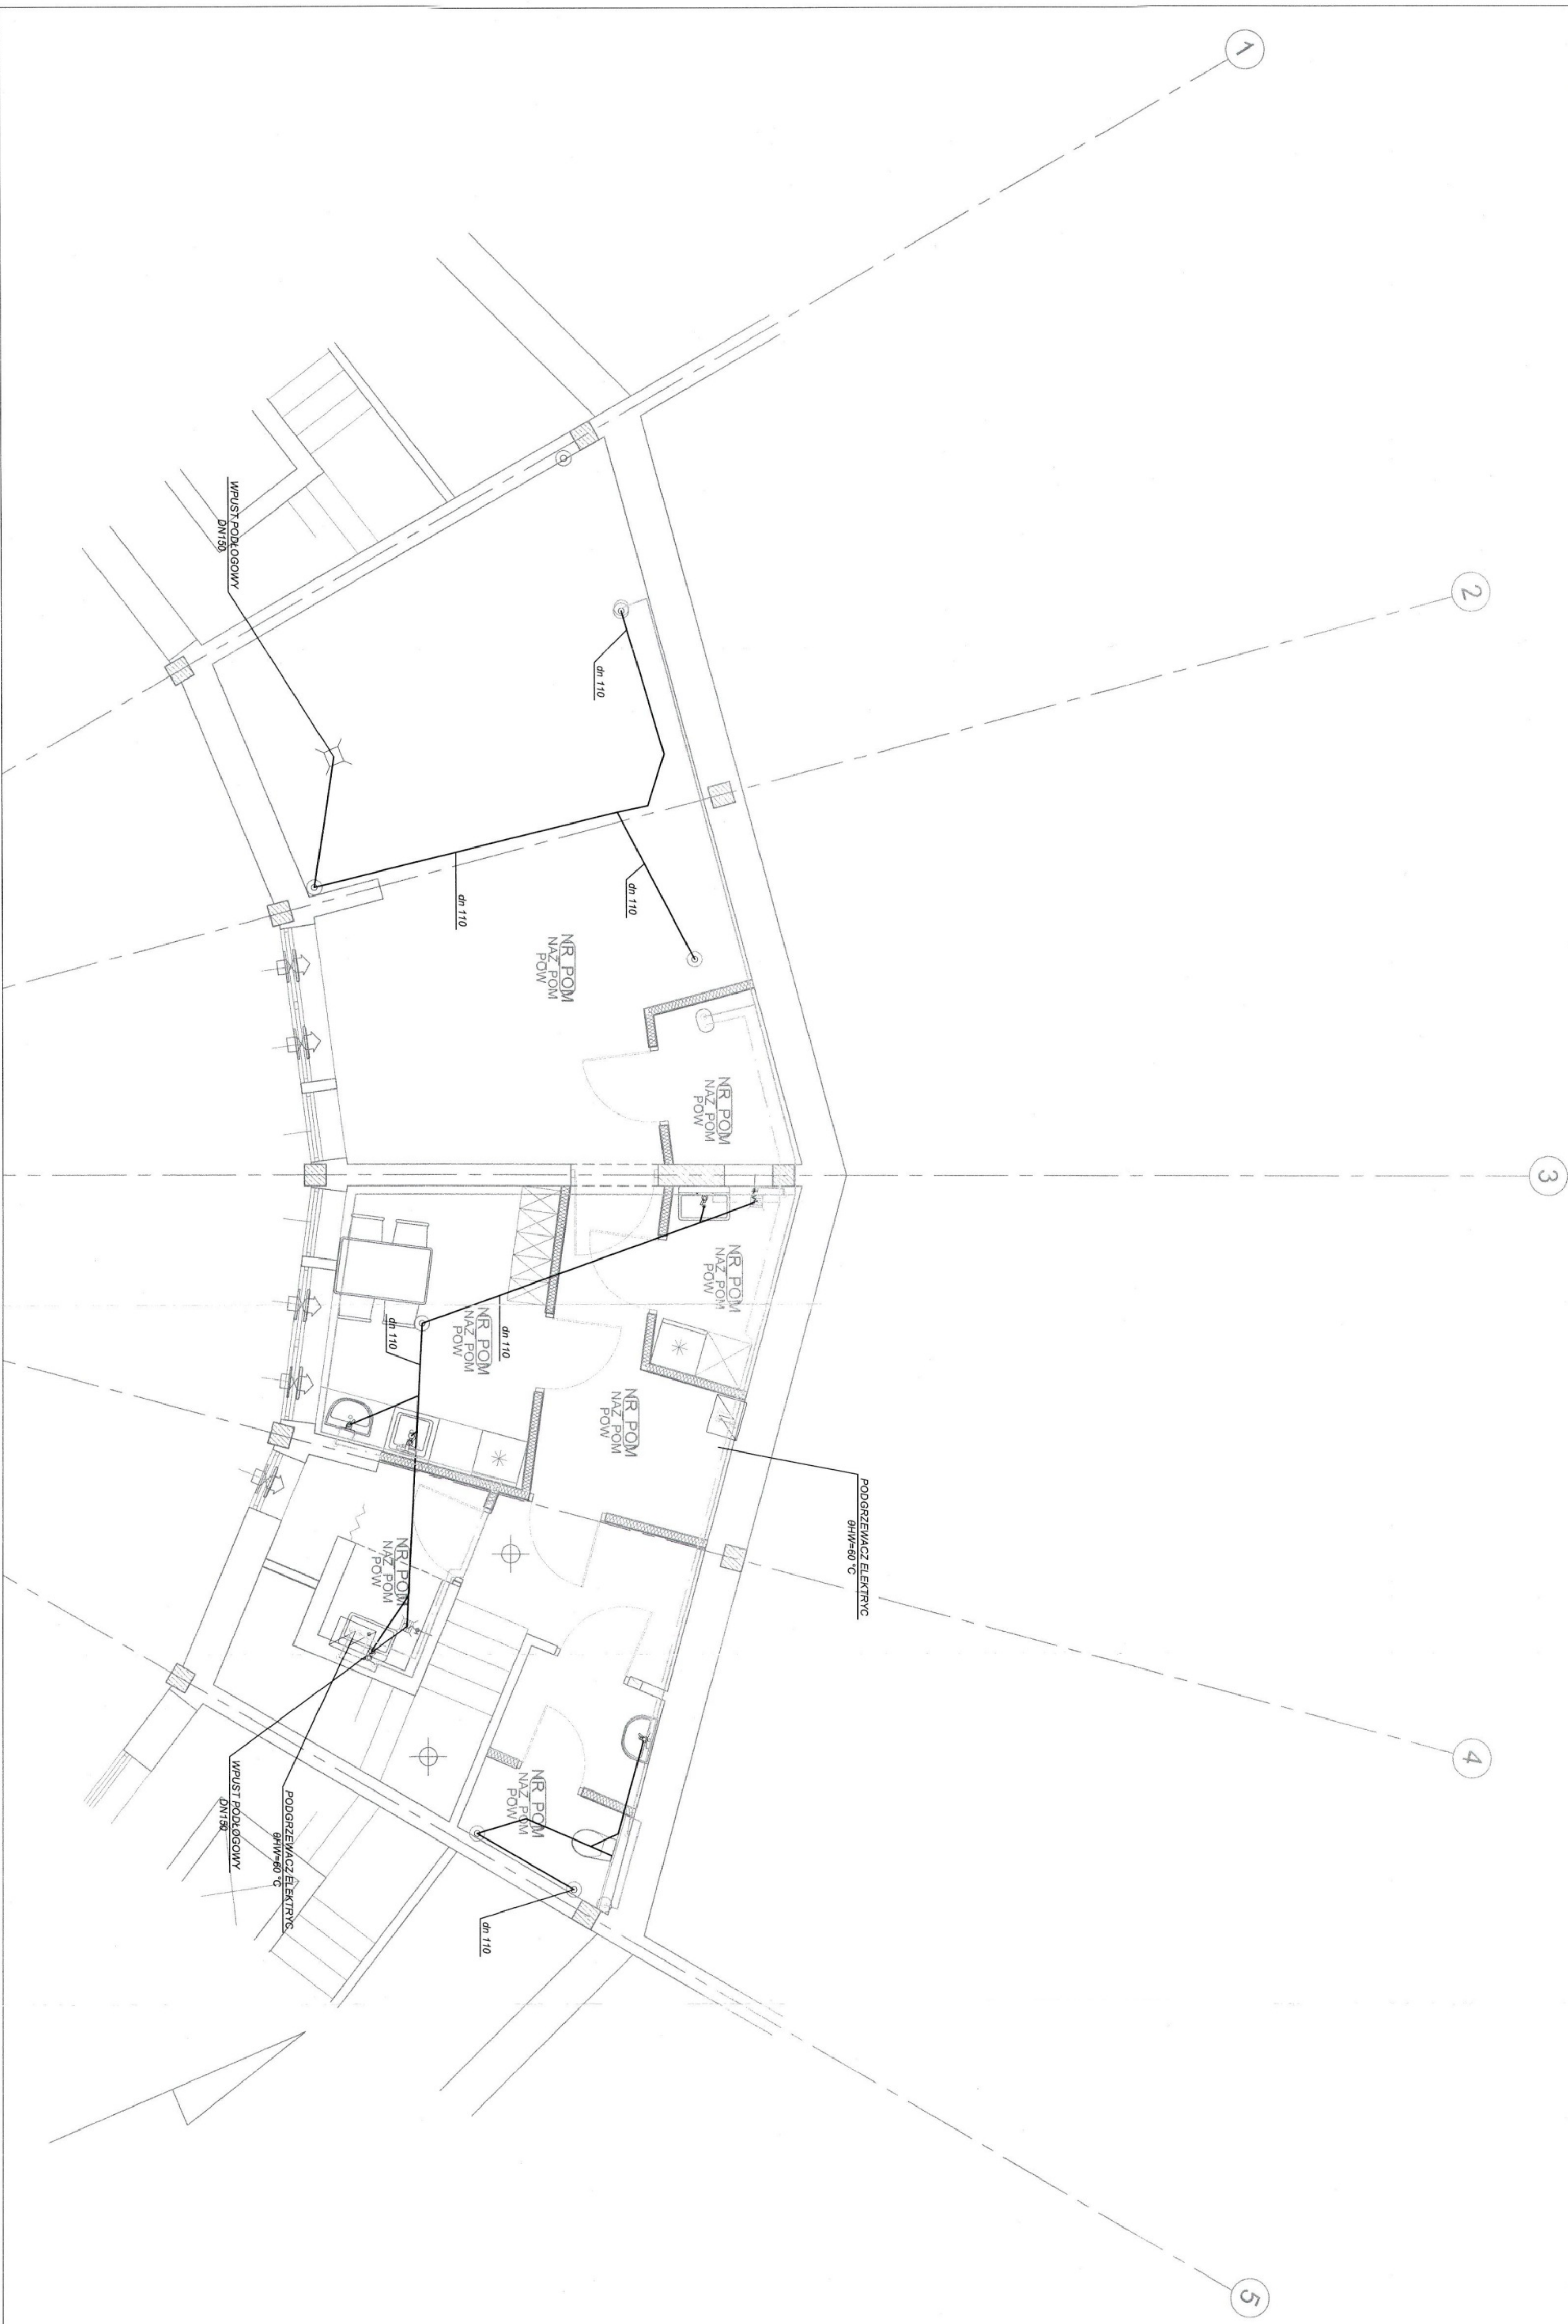 1
2
3
4
5
WPUST PODŁOGOWY
DN150
dn 110
dn 110
dn 110
NR POM
NAZ POM
POW
NR POM
NAZ POM
POW
NR POM
NAZ POM
POW
dn 110
NR POM
NAZ POM
POW
dn 110
NR POM
NAZ POM
POW
PODGRZEWACZ ELEKTRYC
θHW=60 °C
NR POM
NAZ POM
POW
NR POM
NAZ POM
POW
PODGRZEWACZ ELEKTRYC.
θHW=60 °C
WPUST PODŁOGOWY
DN150
dn 110